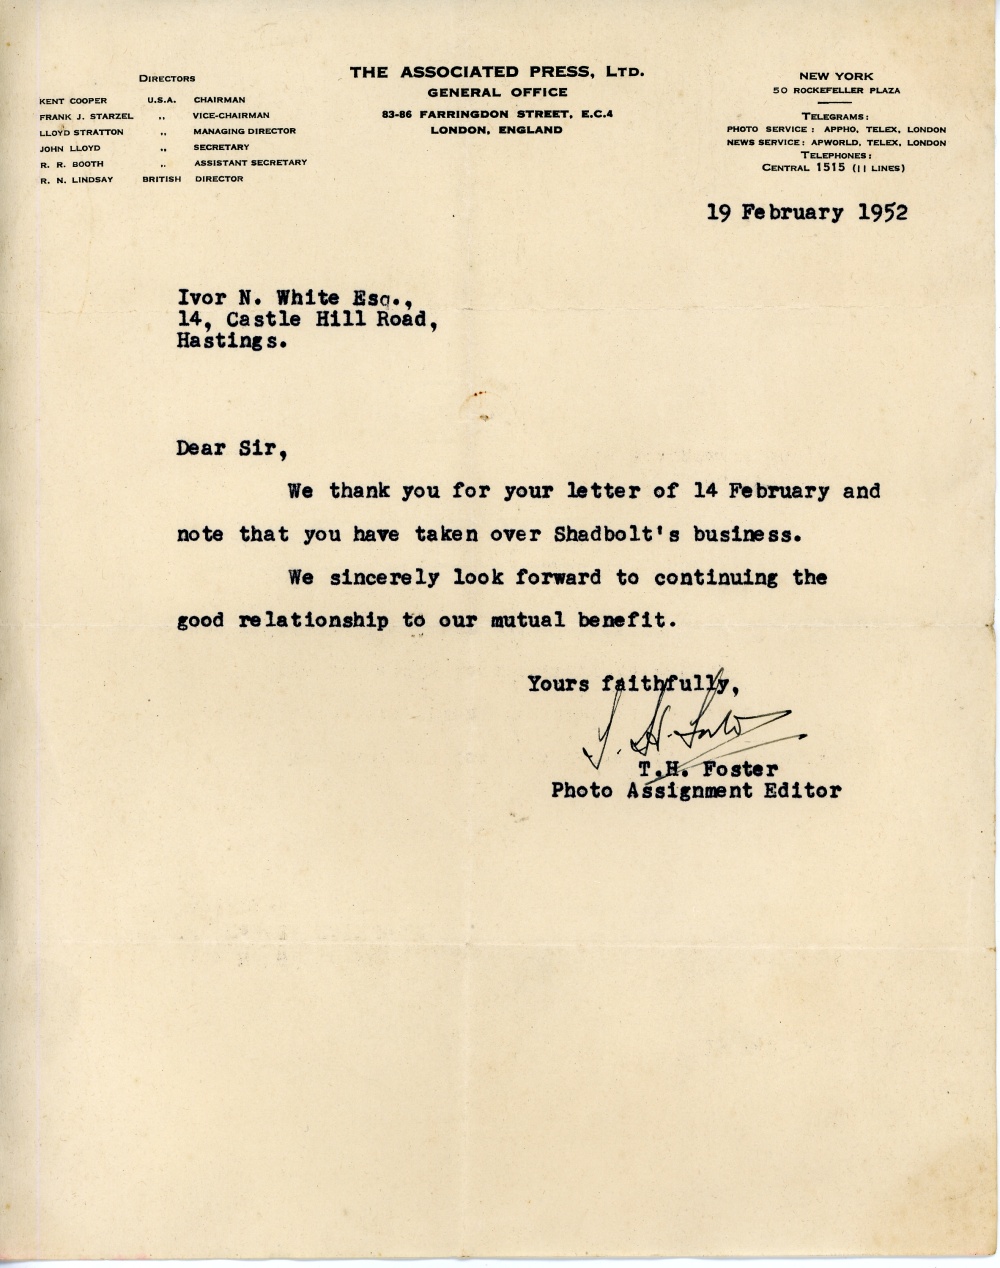 DIRECTORS
KENT COOPER U.S.A. CHAIRMAN
FRANK J. STARZEL ,, VICE-CHAIRMAN
LLOYD STRATTON ,, MANAGING DIRECTOR
JOHN LLOYD ,, SECRETARY
R. R. BOOTH ,, ASSISTANT SECRETARY
R. N. LINDSAY BRITISH DIRECTOR
THE ASSOCIATED PRESS, LTD.
GENERAL OFFICE
83-86 FARRINGDON STREET, E.C.4
LONDON, ENGLAND
NEW YORK
50 ROCKEFELLER PLAZA
TELEGRAMS:
PHOTO SERVICE: APPHO, TELEX, LONDON
NEWS SERVICE: APWORLD, TELEX, LONDON
TELEPHONES:
CENTRAL 1515 (11 LINES)
19 February 1952
Ivor N. White Esq.,
14, Castle Hill Road,
Hastings.
Dear Sir,
We thank you for your letter of 14 February and
note that you have taken over Shadbolt's business.
We sincerely look forward to continuing the
good relationship to our mutual benefit.
Yours faithfully,
T. H. Foster
T.H. Foster
Photo Assignment Editor